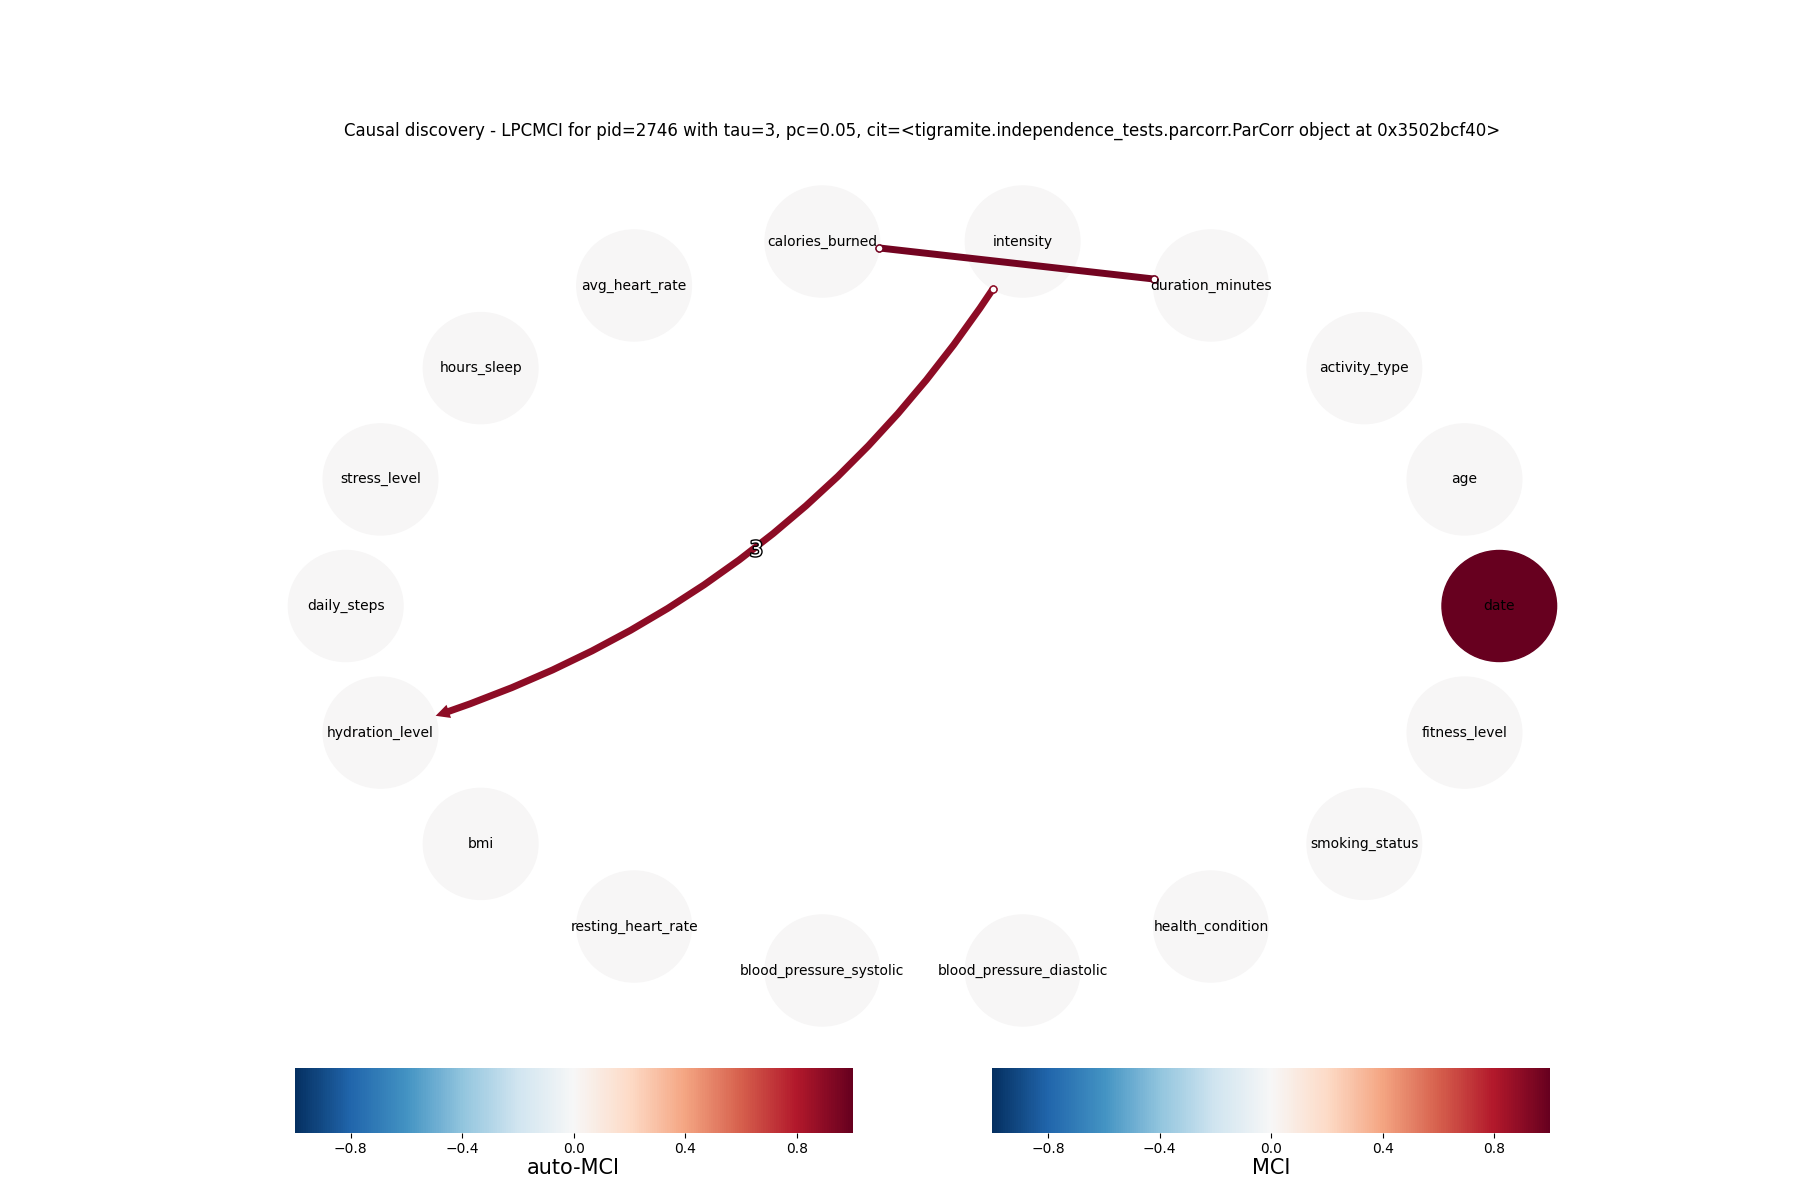 Causal discovery - LPCMCI for pid=2746 with tau=3, pc=0.05, cit=<tigramite.independence_tests.parcorr.ParCorr object at 0x3502bcf40>
calories_burned
intensity
avg_heart_rate
duration_minutes
hours_sleep
activity_type
stress_level
age
3
daily_steps
date
hydration_level
fitness_level
bmi
smoking_status
resting_heart_rate
health_condition
blood_pressure_systolic
blood_pressure_diastolic
−0.8 −0.4 0.0 0.4 0.8
auto-MCI
−0.8 −0.4 0.0 0.4 0.8
MCI